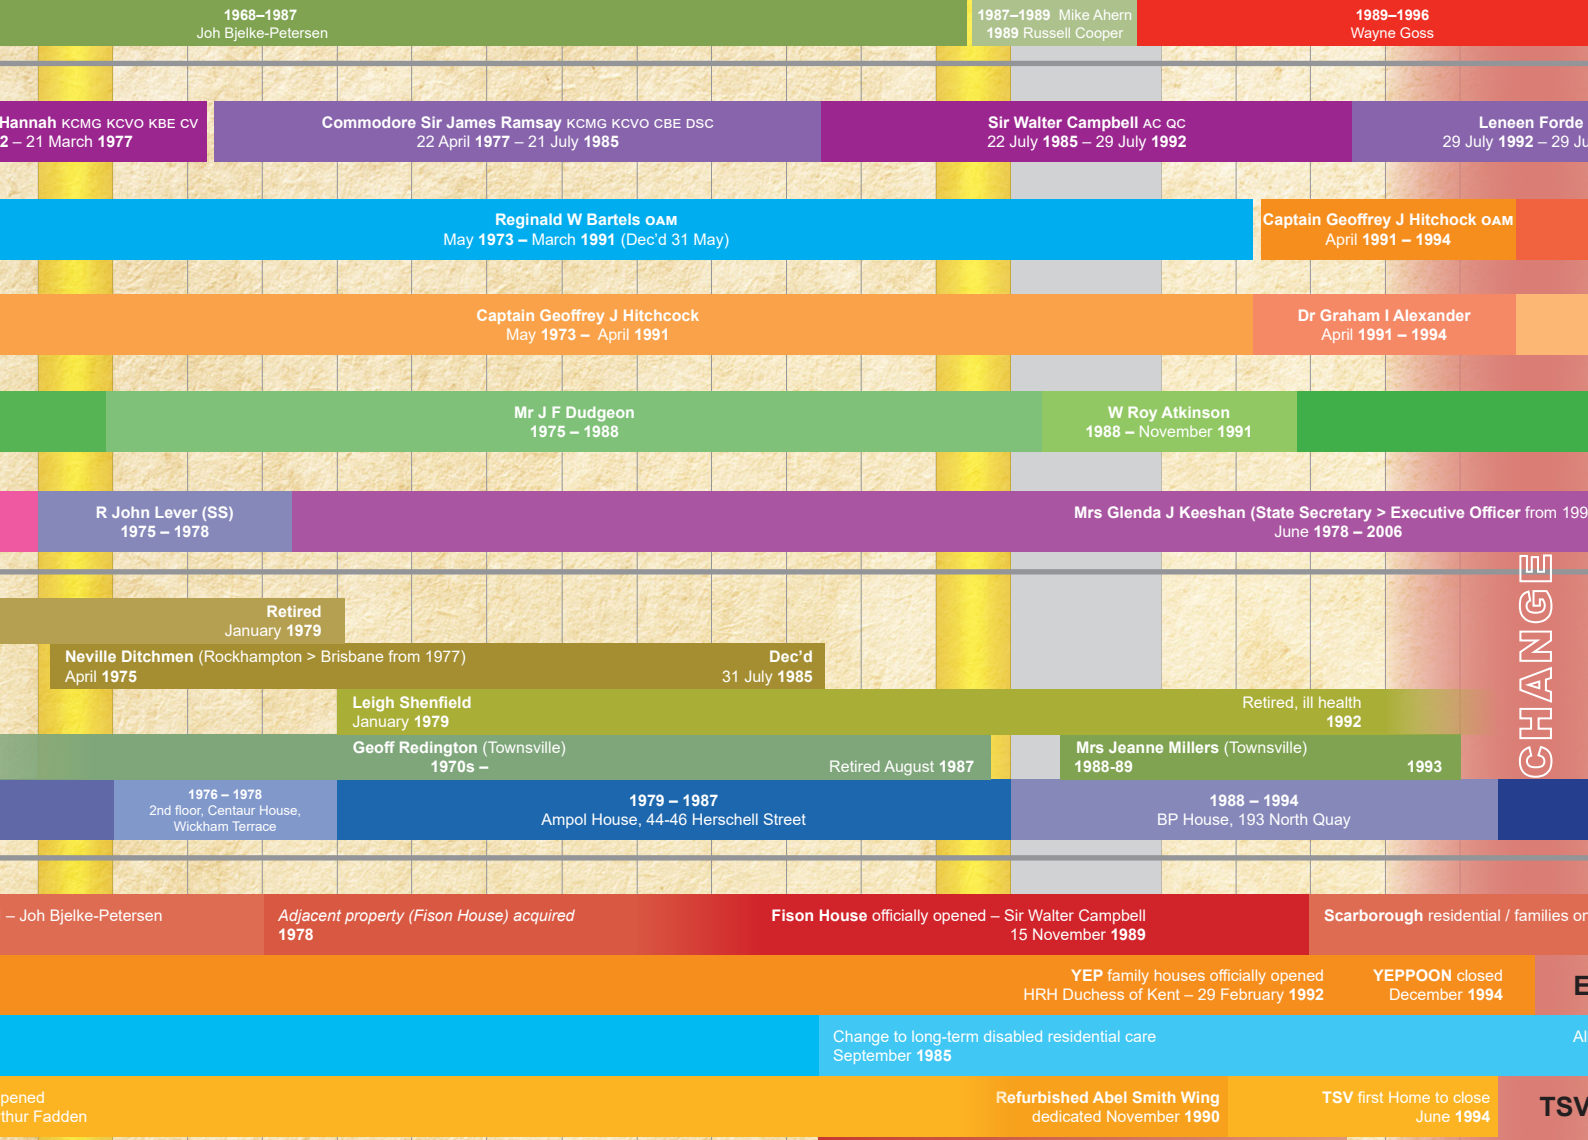 1968–1987
Joh Bjelke-Petersen
1987–1989 Mike Ahern
1989 Russell Cooper
1989–1996
Wayne Goss
Hannah KCMG KCVO KBE CV
2 – 21 March 1977
Commodore Sir James Ramsay KCMG KCVO CBE DSC
22 April 1977 – 21 July 1985
Sir Walter Campbell AC QC
22 July 1985 – 29 July 1992
Leneen Forde
29 July 1992 – 29 Ju
Reginald W Bartels OAM
May 1973 – March 1991 (Dec’d 31 May)
Captain Geoffrey J Hitchock OAM
April 1991 – 1994
Captain Geoffrey J Hitchcock
May 1973 – April 1991
Dr Graham I Alexander
April 1991 – 1994
Mr J F Dudgeon
1975 – 1988
W Roy Atkinson
1988 – November 1991
R John Lever (SS)
1975 – 1978
Mrs Glenda J Keeshan (State Secretary > Executive Officer from 199
June 1978 – 2006
CHANGE
Retired
January 1979
Neville Ditchmen (Rockhampton > Brisbane from 1977)
April 1975
Dec’d
31 July 1985
Leigh Shenfield
January 1979
Retired, ill health
1992
Geoff Redington (Townsville)
1970s –
Retired August 1987
Mrs Jeanne Millers (Townsville)
1988-89
1993
1976 – 1978
2nd floor, Centaur House,
Wickham Terrace
1979 – 1987
Ampol House, 44-46 Herschell Street
1988 – 1994
BP House, 193 North Quay
– Joh Bjelke-Petersen
Adjacent property (Fison House) acquired
1978
Fison House officially opened – Sir Walter Campbell
15 November 1989
Scarborough residential / families or
YEP family houses officially opened
HRH Duchess of Kent – 29 February 1992
YEPPOON closed
December 1994
E
Change to long-term disabled residential care
September 1985
Al
pened
thur Fadden
Refurbished Abel Smith Wing
dedicated November 1990
TSV first Home to close
June 1994
TSV